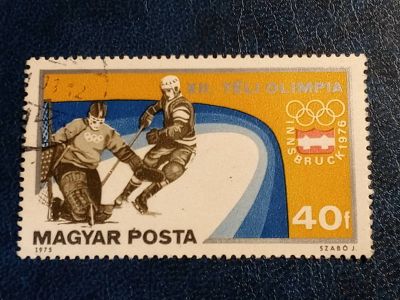 XII. TÉLI OLIMPIA
INNSBRUCK 1976
40f
MAGYAR POSTA
1975
SZABÓ J.